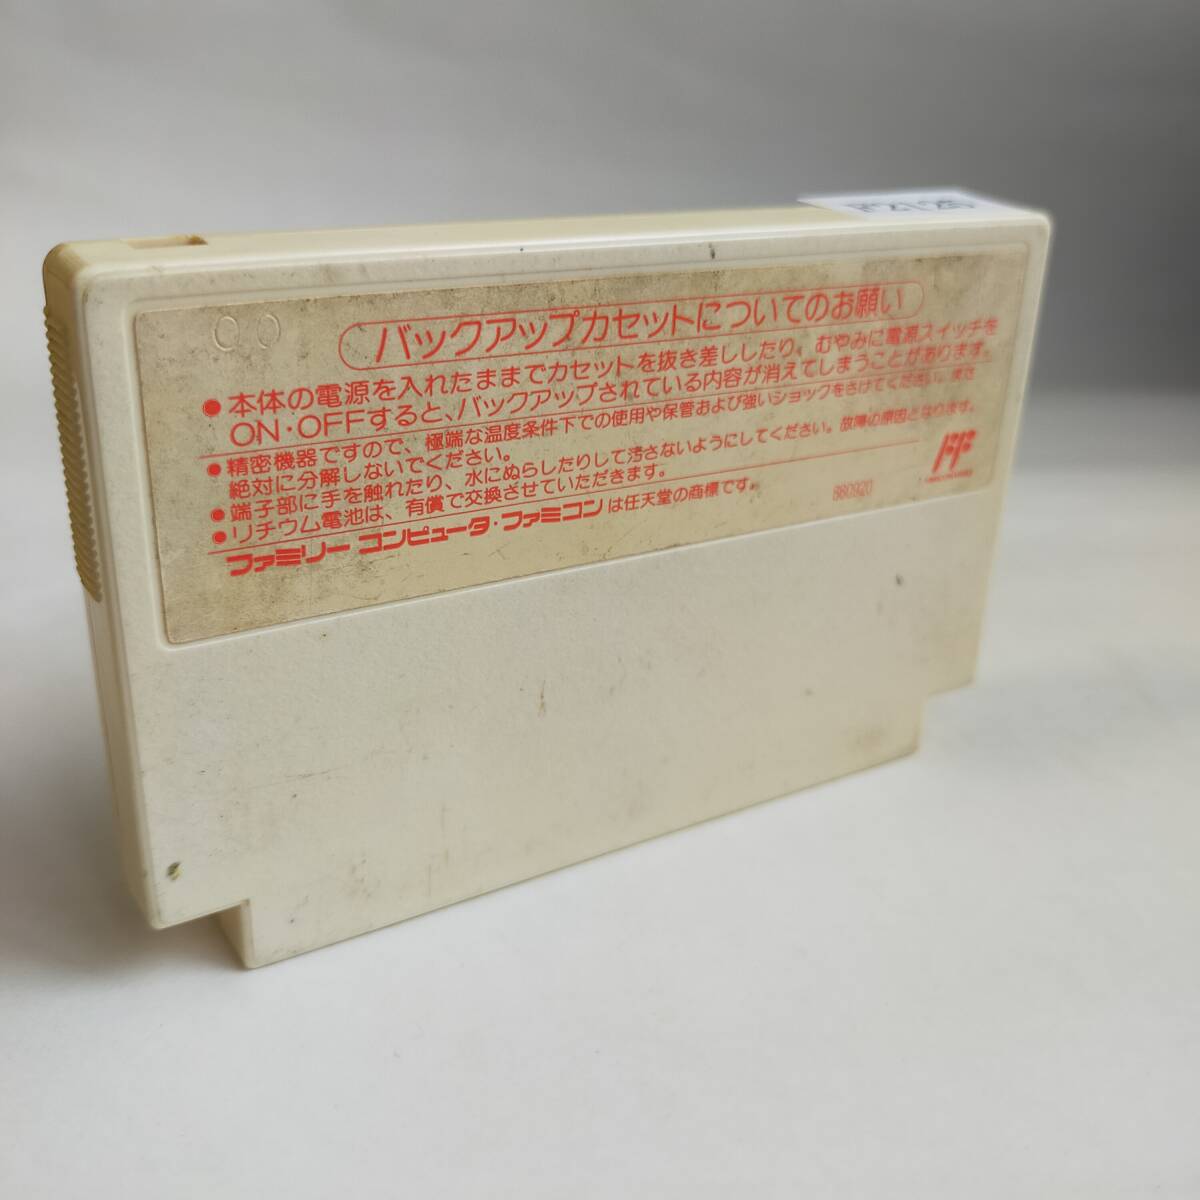 バックアップカセットについてのお願い
●本体の電源を入れたままでカセットを抜き差ししたり、むやみに電源スイッチを
ON・OFFすると、バックアップされている内容が消えてしまうことがあります。
●精密機器ですので、極端な温度条件下での使用や保管および強いショックをさけてください。また
絶対に分解しないでください。
●端子部に手を触れたり、水にぬらしたりして汚さないようにしてください。故障の原因となります。
●リチウム電池は、有償で交換させていただきます。
ファミリー コンピュータ・ファミコンは任天堂の商標です。
880920